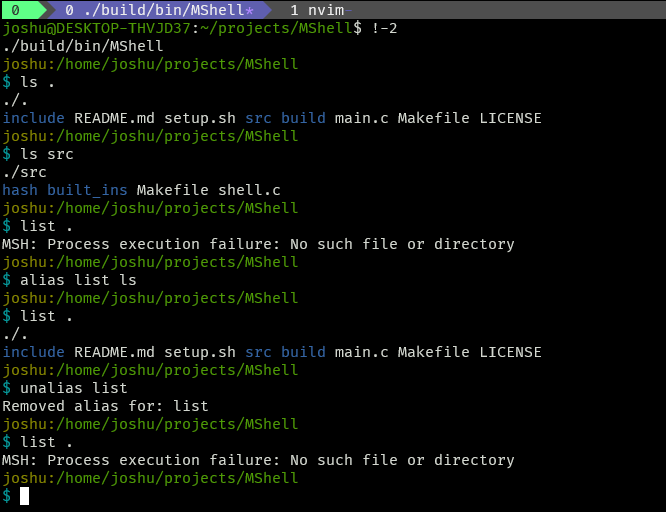 0 0 ./build/bin/MShell* 1 nvim-
joshu@DESKTOP-THVJD37:~/projects/MShell$ !-2
./build/bin/MShell
joshu:/home/joshu/projects/MShell
$ ls .
./.
include README.md setup.sh src build main.c Makefile LICENSE
joshu:/home/joshu/projects/MShell
$ ls src
./src
hash built_ins Makefile shell.c
joshu:/home/joshu/projects/MShell
$ list .
MSH: Process execution failure: No such file or directory
joshu:/home/joshu/projects/MShell
$ alias list ls
joshu:/home/joshu/projects/MShell
$ list .
./.
include README.md setup.sh src build main.c Makefile LICENSE
joshu:/home/joshu/projects/MShell
$ unalias list
Removed alias for: list
joshu:/home/joshu/projects/MShell
$ list .
MSH: Process execution failure: No such file or directory
joshu:/home/joshu/projects/MShell
$